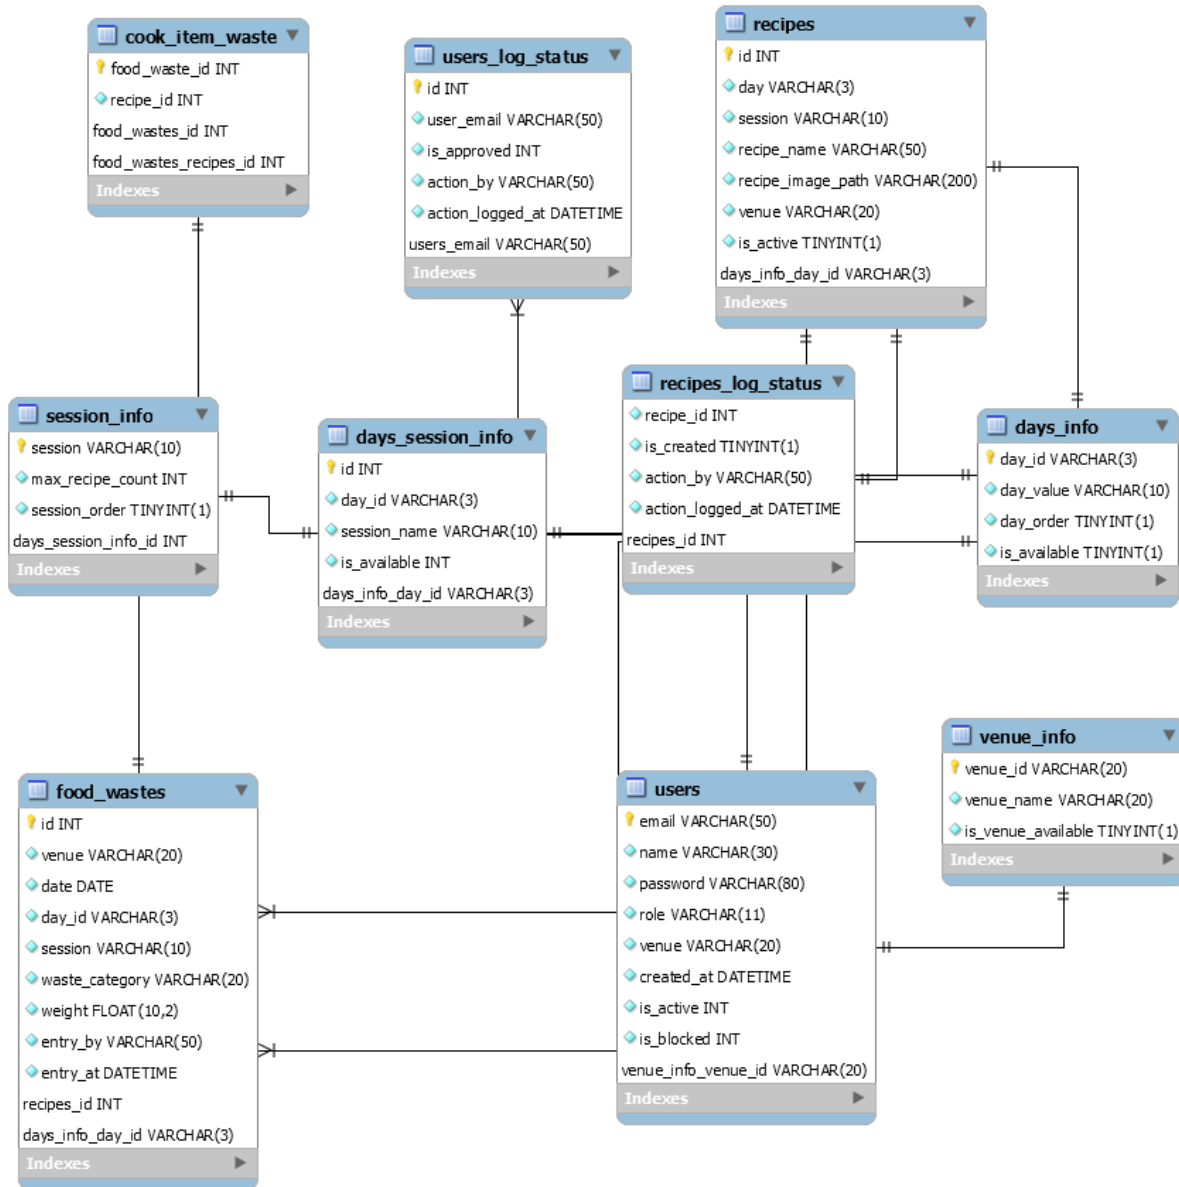 cook_item_waste
food_waste_id INT
recipe_id INT
food_wastes_id INT
food_wastes_recipes_id INT
Indexes
users_log_status
id INT
user_email VARCHAR(50)
is_approved INT
action_by VARCHAR(50)
action_logged_at DATETIME
users_email VARCHAR(50)
Indexes
recipes
id INT
day VARCHAR(3)
session VARCHAR(10)
recipe_name VARCHAR(50)
recipe_image_path VARCHAR(200)
venue VARCHAR(20)
is_active TINYINT(1)
days_info_day_id VARCHAR(3)
Indexes
session_info
session VARCHAR(10)
max_recipe_count INT
session_order TINYINT(1)
days_session_info_id INT
Indexes
days_session_info
id INT
day_id VARCHAR(3)
session_name VARCHAR(10)
is_available INT
days_info_day_id VARCHAR(3)
Indexes
recipes_log_status
recipe_id INT
is_created TINYINT(1)
action_by VARCHAR(50)
action_logged_at DATETIME
recipes_id INT
Indexes
days_info
day_id VARCHAR(3)
day_value VARCHAR(10)
day_order TINYINT(1)
is_available TINYINT(1)
Indexes
food_wastes
id INT
venue VARCHAR(20)
date DATE
day_id VARCHAR(3)
session VARCHAR(10)
waste_category VARCHAR(20)
weight FLOAT(10,2)
entry_by VARCHAR(50)
entry_at DATETIME
recipes_id INT
days_info_day_id VARCHAR(3)
Indexes
users
email VARCHAR(50)
name VARCHAR(30)
password VARCHAR(80)
role VARCHAR(11)
venue VARCHAR(20)
created_at DATETIME
is_active INT
is_blocked INT
venue_info_venue_id VARCHAR(20)
Indexes
venue_info
venue_id VARCHAR(20)
venue_name VARCHAR(20)
is_venue_available TINYINT(1)
Indexes